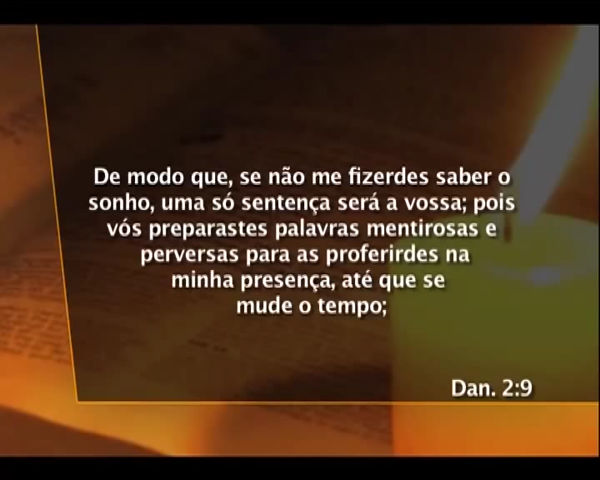 De modo que, se não me fizerdes saber o
sonho, uma só sentença será a vossa; pois
vós preparastes palavras mentirosas e
perversas para as proferirdes na
minha presença, até que se
mude o tempo;
Dan. 2:9